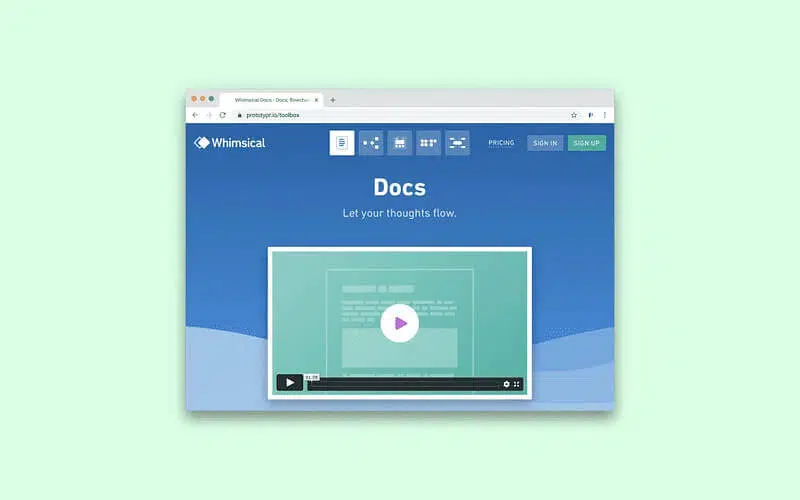 Whimsical Docs - Docs, flowcha
prototypr.io/toolbox
Whimsical
PRICING
SIGN IN
SIGN UP
Docs
Let your thoughts flow.
01:08